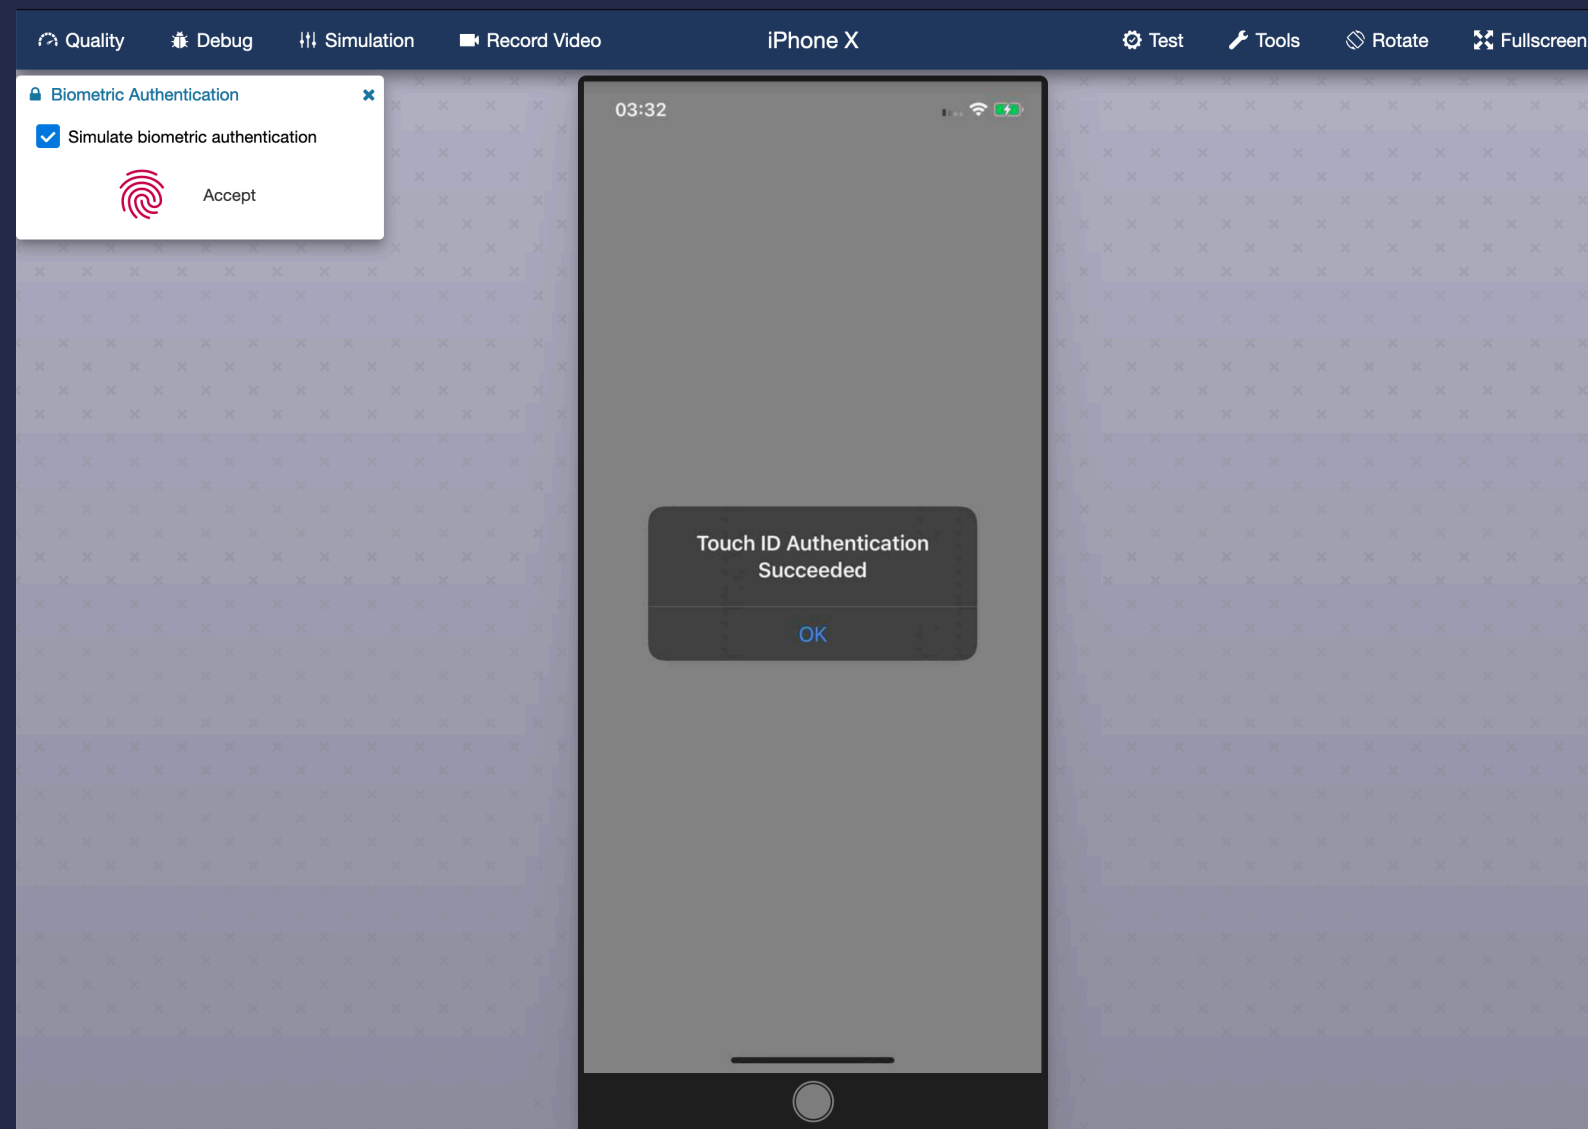 Quality Debug Simulation Record Video iPhone X Test Tools Rotate Fullscreen
Biometric Authentication
Simulate biometric authentication
Accept
03:32
Touch ID Authentication
Succeeded
OK